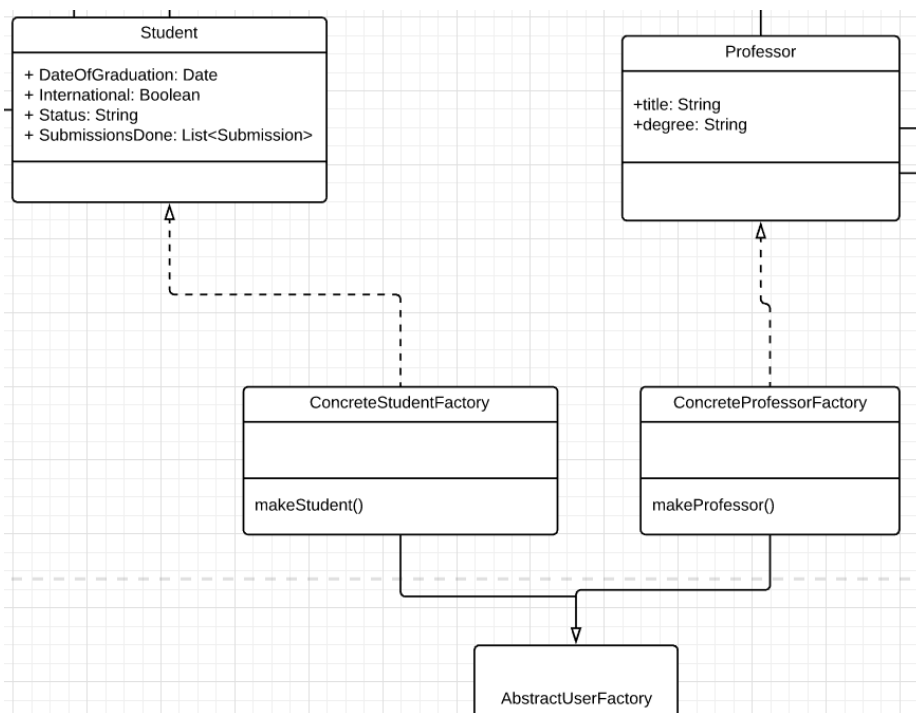 Student
+ DateOfGraduation: Date
+ International: Boolean
+ Status: String
+ SubmissionsDone: List<Submission>
Professor
+title: String
+degree: String
ConcreteStudentFactory
makeStudent()
ConcreteProfessorFactory
makeProfessor()
AbstractUserFactory